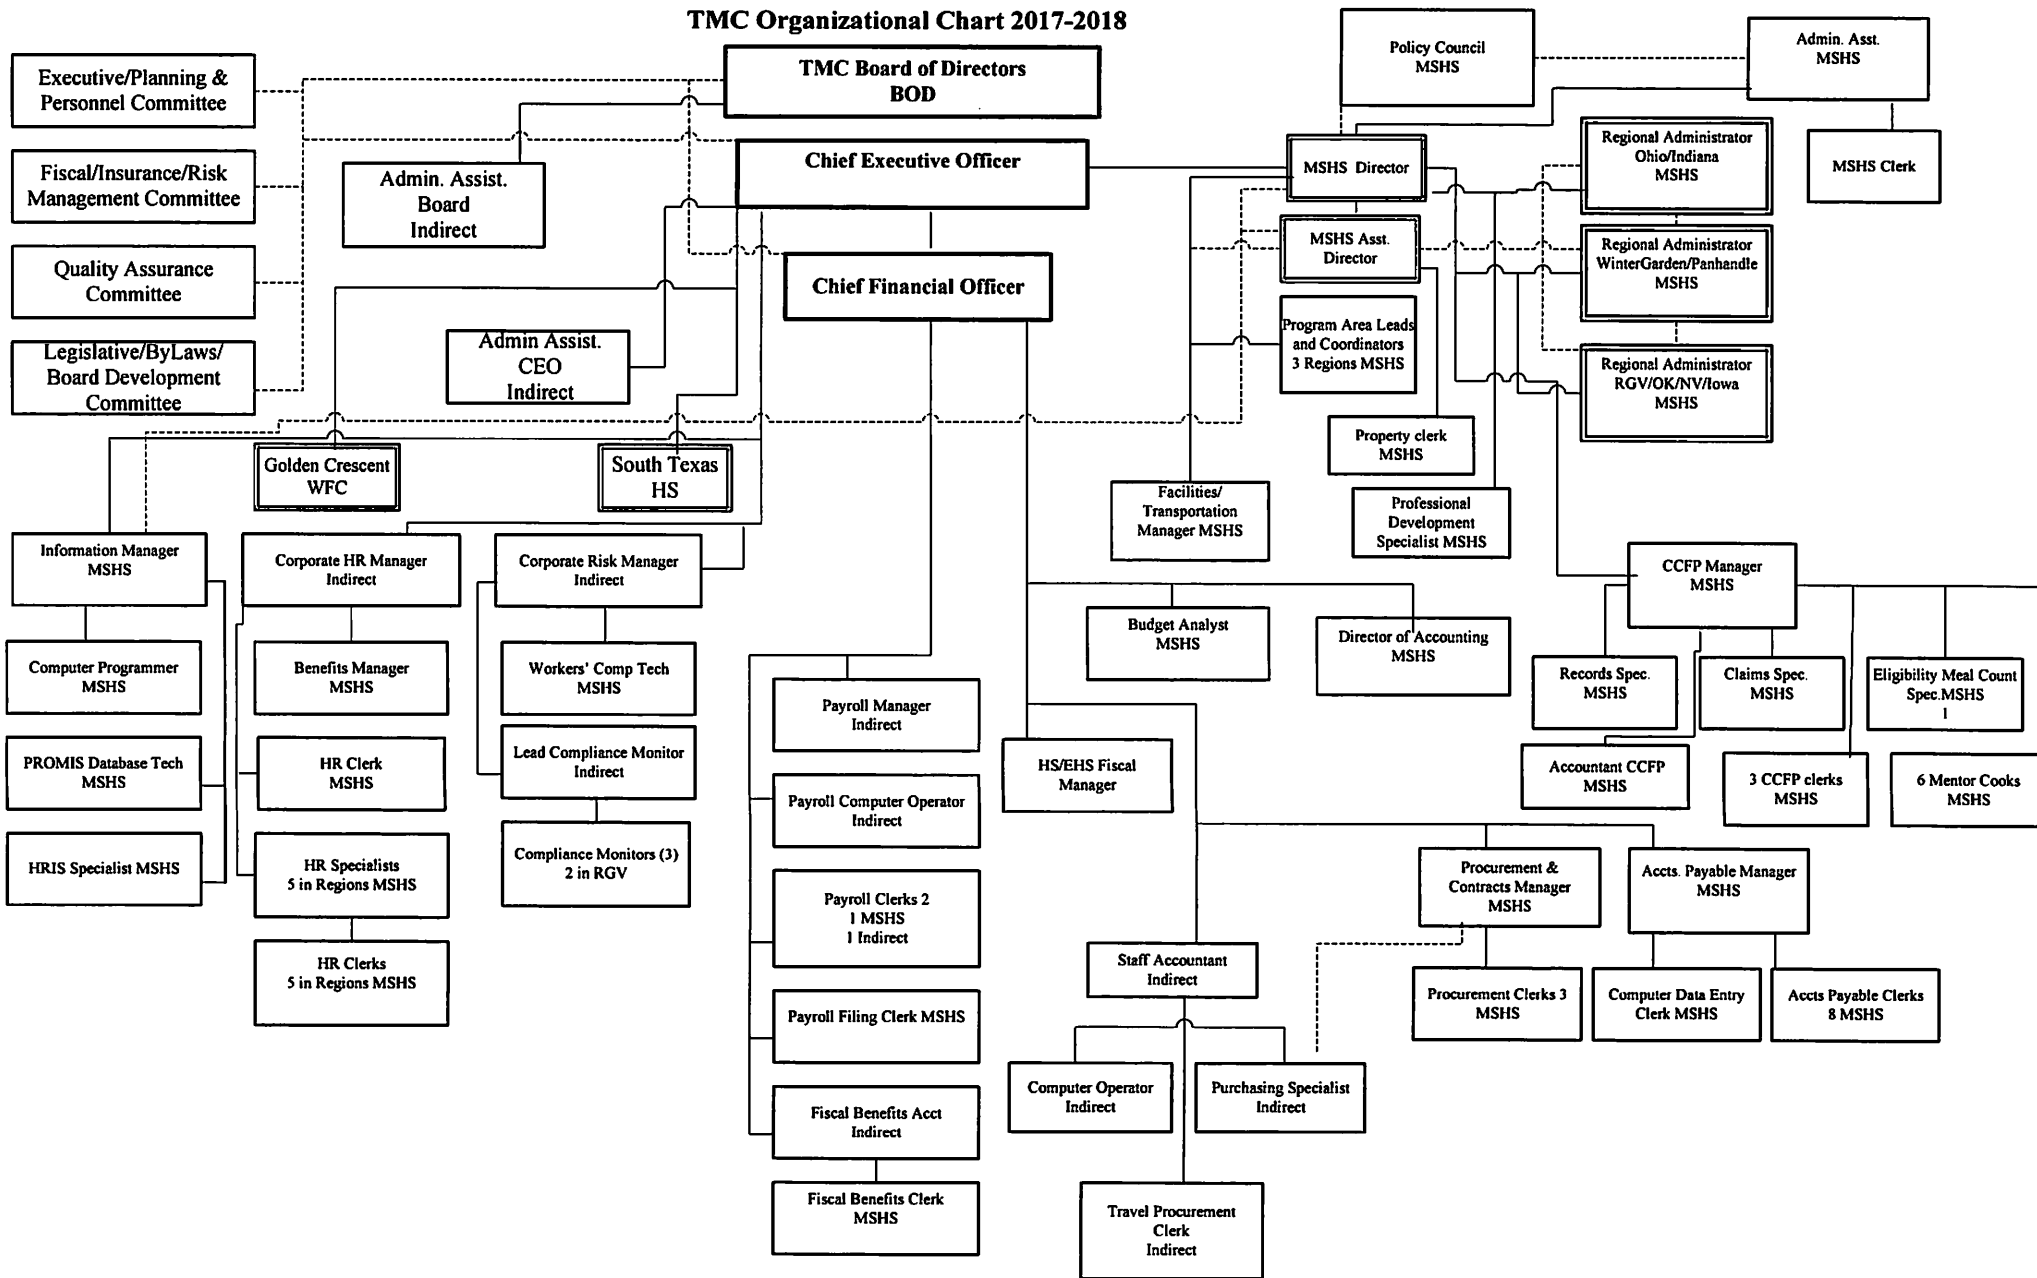 TMC Organizational Chart 2017-2018
Executive/Planning &
Personnel Committee
Fiscal/Insurance/Risk
Management Committee
Quality Assurance
Committee
Legislative/ByLaws/
Board Development
Committee
TMC Board of Directors
BOD
Admin. Assist.
Board
Indirect
Chief Executive Officer
Admin Assist.
CEO
Indirect
Chief Financial Officer
Policy Council
MSHS
Admin. Asst.
MSHS
MSHS Clerk
MSHS Director
MSHS Asst.
Director
Regional Administrator
Ohio/Indiana
MSHS
Regional Administrator
WinterGarden/Panhandle
MSHS
Regional Administrator
RGV/OK/NV/Iowa
MSHS
Program Area Leads
and Coordinators
3 Regions MSHS
Property clerk
MSHS
Facilities/
Transportation
Manager MSHS
Professional
Development
Specialist MSHS
Golden Crescent
WFC
South Texas
HS
Information Manager
MSHS
Computer Programmer
MSHS
PROMIS Database Tech
MSHS
HRIS Specialist MSHS
Corporate HR Manager
Indirect
Benefits Manager
MSHS
HR Clerk
MSHS
HR Specialists
5 in Regions MSHS
HR Clerks
5 in Regions MSHS
Corporate Risk Manager
Indirect
Workers' Comp Tech
MSHS
Lead Compliance Monitor
Indirect
Compliance Monitors (3)
2 in RGV
Payroll Manager
Indirect
Payroll Computer Operator
Indirect
Payroll Clerks 2
1 MSHS
1 Indirect
Payroll Filing Clerk MSHS
Fiscal Benefits Acct
Indirect
Fiscal Benefits Clerk
MSHS
Budget Analyst
MSHS
Director of Accounting
MSHS
HS/EHS Fiscal
Manager
Staff Accountant
Indirect
Computer Operator
Indirect
Purchasing Specialist
Indirect
Travel Procurement
Clerk
Indirect
Procurement &
Contracts Manager
MSHS
Procurement Clerks 3
MSHS
Accts. Payable Manager
MSHS
Computer Data Entry
Clerk MSHS
Accts Payable Clerks
8 MSHS
CCFP Manager
MSHS
Records Spec.
MSHS
Claims Spec.
MSHS
Eligibility Meal Count
Spec.MSHS
1
Accountant CCFP
MSHS
3 CCFP clerks
MSHS
6 Mentor Cooks
MSHS